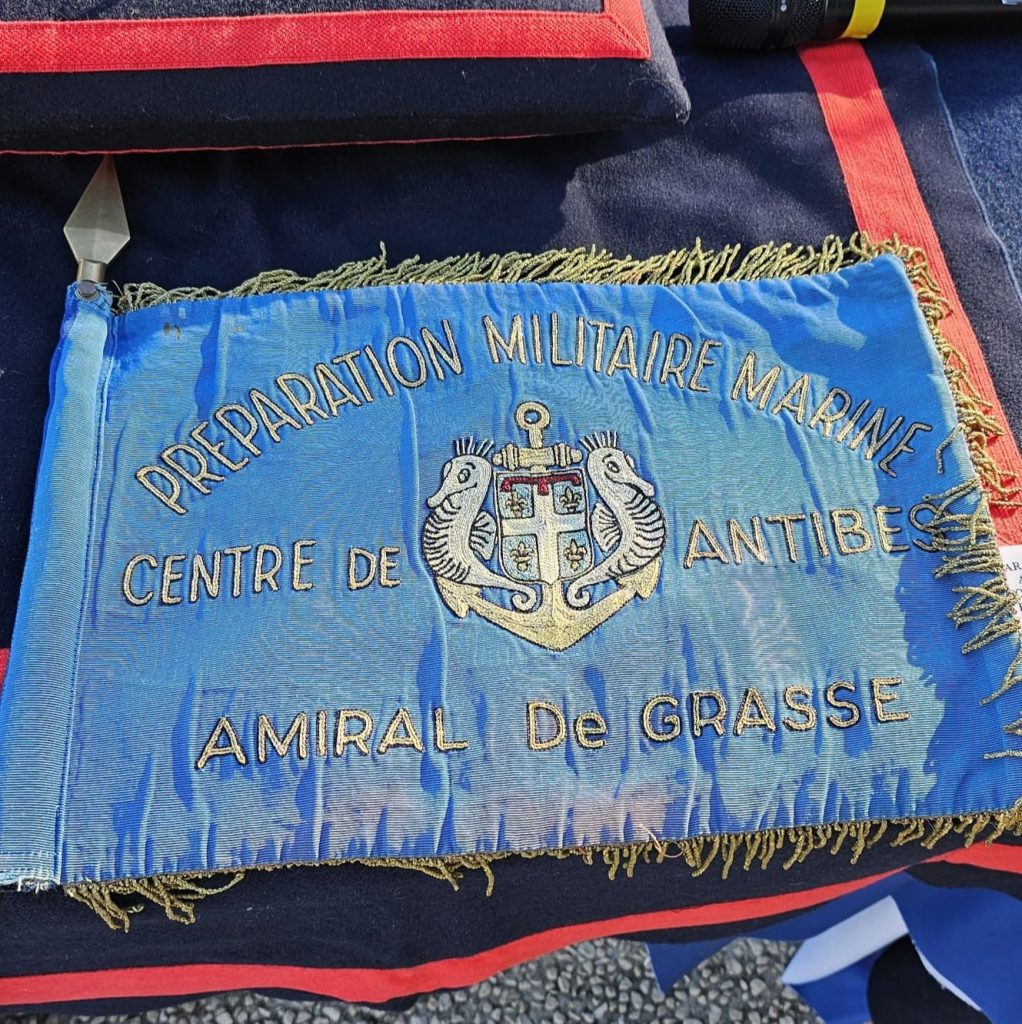 PREPARATION MILITAIRE MARINE
CENTRE DE ANTIBES
AMIRAL De GRASSE